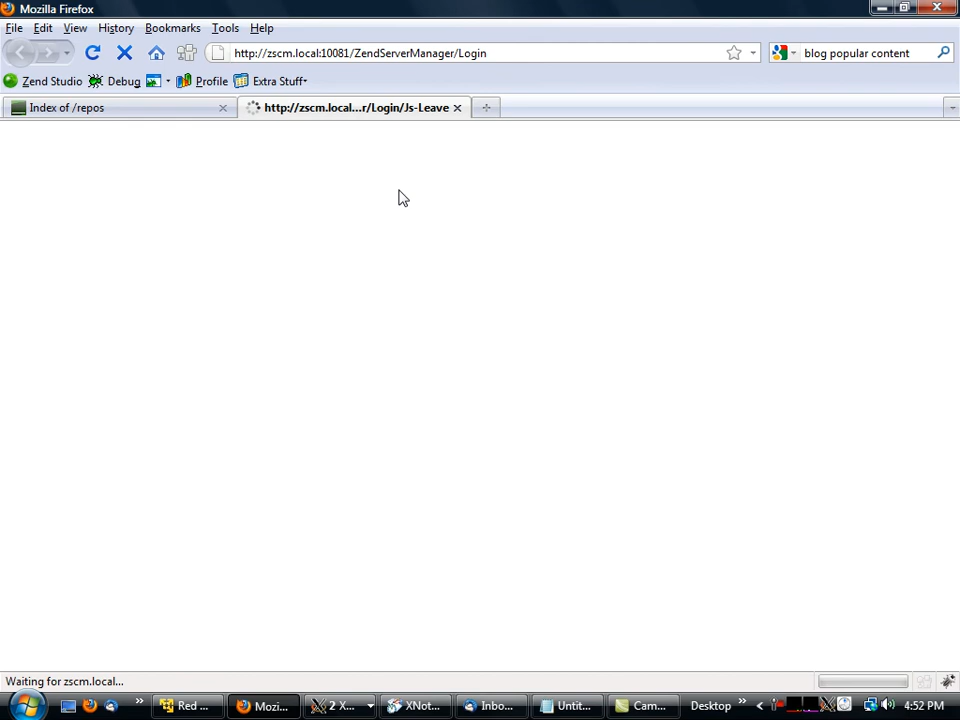 Mozilla Firefox
File Edit View History Bookmarks Tools Help
http://zscm.local:10081/ZendServerManager/Login
blog popular content
Zend Studio Debug Profile Extra Stuff
Index of /repos
http://zscm.local...r/Login/Js-Leave
Waiting for zscm.local...
Red ...
Mozi...
2 X...
XNot...
Inbo...
Untit...
Cam...
Desktop
4:52 PM